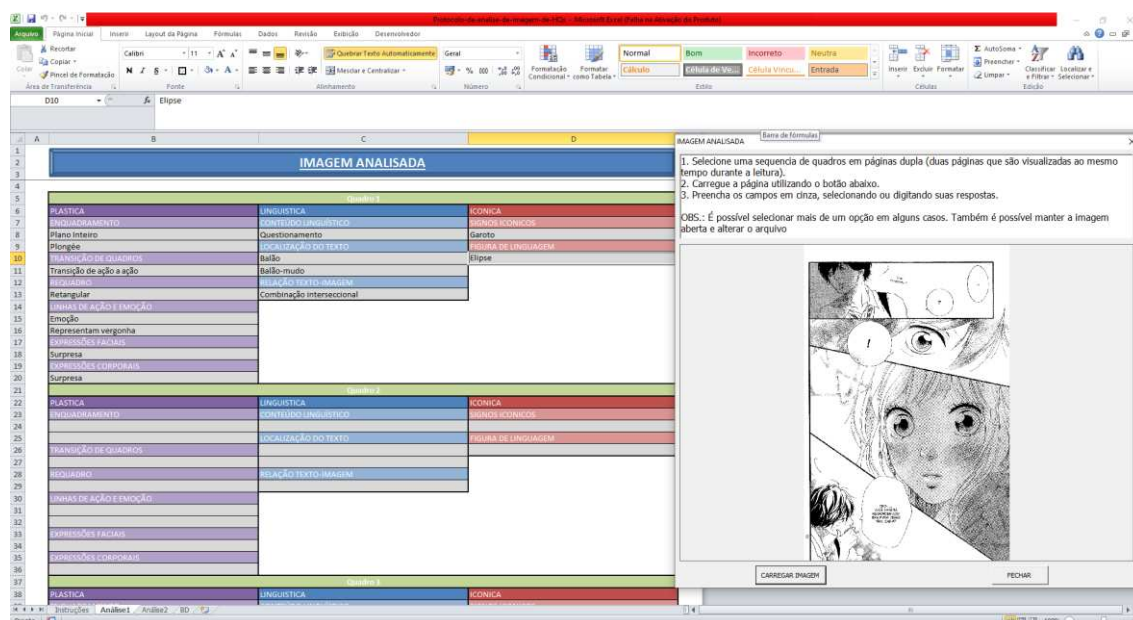 Protocolo-de-analise-de-imagem-de-HQs - Microsoft Excel (Falha na Ativação do Produto)
Arquivo Página Inicial Inserir Layout da Página Fórmulas Dados Revisão Exibição Desenvolvedor
Recortar
Copiar
Pincel de Formatação
Colar
Calibri 11
N I S
Quebrar Texto Automaticamente
Mesclar e Centralizar
Geral
% 000
Formatação Condicional
Formatar como Tabela
Normal Bom Incorreto Neutra
Cálculo Célula de Ve... Célula Vincu... Entrada
Inserir Excluir Formatar
Σ AutoSoma
Preencher
Limpar
Classificar e Filtrar
Localizar e Selecionar
Área de Transferência Fonte Alinhamento Número Estilo Células Edição
D10 fx Elipse
Barra de fórmulas
A B C D
IMAGEM ANALISADA
Quadro 1
PLASTICA LINGUISTICA ICONICA
ENQUADRAMENTO CONTEÚDO LINGUÍSTICO SIGNOS ICONICOS
Plano Inteiro Questionamento Garoto
Plongée LOCALIZAÇÃO DO TEXTO FIGURA DE LINGUAGEM
TRANSIÇÃO DE QUADROS Balão Elipse
Transição de ação a ação Balão-mudo
REQUADRO RELAÇÃO TEXTO-IMAGEM
Retangular Combinação interseccional
LINHAS DE AÇÃO E EMOÇÃO
Emoção
Representam vergonha
EXPRESSÕES FACIAIS
Surpresa
EXPRESSÕES CORPORAIS
Surpresa
Quadro 2
PLASTICA LINGUISTICA ICONICA
ENQUADRAMENTO CONTEÚDO LINGUÍSTICO SIGNOS ICONICOS
LOCALIZAÇÃO DO TEXTO FIGURA DE LINGUAGEM
TRANSIÇÃO DE QUADROS
REQUADRO RELAÇÃO TEXTO-IMAGEM
LINHAS DE AÇÃO E EMOÇÃO
EXPRESSÕES FACIAIS
EXPRESSÕES CORPORAIS
Quadro 3
PLASTICA LINGUISTICA ICONICA
Instruções Análise1 Análise2 BD
IMAGEM ANALISADA
1. Selecione uma sequencia de quadros em páginas dupla (duas páginas que são visualizadas ao mesmo
tempo durante a leitura).
2. Carregue a página utilizando o botão abaixo.
3. Preencha os campos em cinza, selecionando ou digitando suas respostas.
OBS.: É possível selecionar mais de um opção em alguns casos. Também é possível manter a imagem
aberta e alterar o arquivo
!
CARREGAR IMAGEM FECHAR